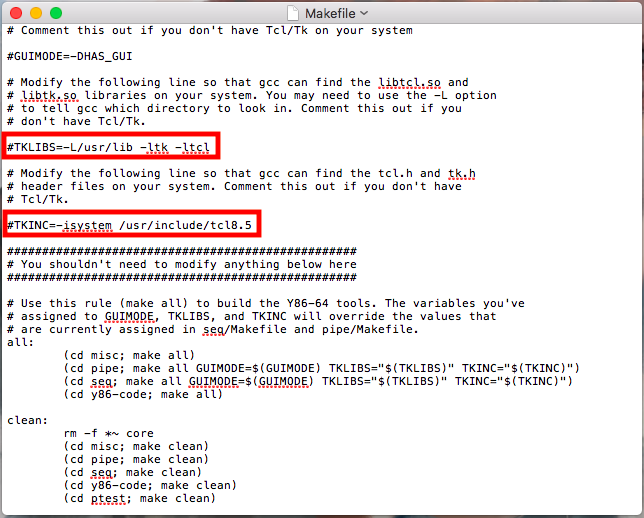 Makefile
# Comment this out if you don't have Tcl/Tk on your system
#GUIMODE=-DHAS_GUI
# Modify the following line so that gcc can find the libtcl.so and
# libtk.so libraries on your system. You may need to use the -L option
# to tell gcc which directory to look in. Comment this out if you
# don't have Tcl/Tk.
#TKLIBS=-L/usr/lib -ltk -ltcl
# Modify the following line so that gcc can find the tcl.h and tk.h
# header files on your system. Comment this out if you don't have
# Tcl/Tk.
#TKINC=-isystem /usr/include/tcl8.5
##################################################
# You shouldn't need to modify anything below here
##################################################
# Use this rule (make all) to build the Y86-64 tools. The variables you've
# assigned to GUIMODE, TKLIBS, and TKINC will override the values that
# are currently assigned in seq/Makefile and pipe/Makefile.
all:
(cd misc; make all)
(cd pipe; make all GUIMODE=$(GUIMODE) TKLIBS="$(TKLIBS)" TKINC="$(TKINC)")
(cd seq; make all GUIMODE=$(GUIMODE) TKLIBS="$(TKLIBS)" TKINC="$(TKINC)")
(cd y86-code; make all)
clean:
rm -f *~ core
(cd misc; make clean)
(cd pipe; make clean)
(cd seq; make clean)
(cd y86-code; make clean)
(cd ptest; make clean)